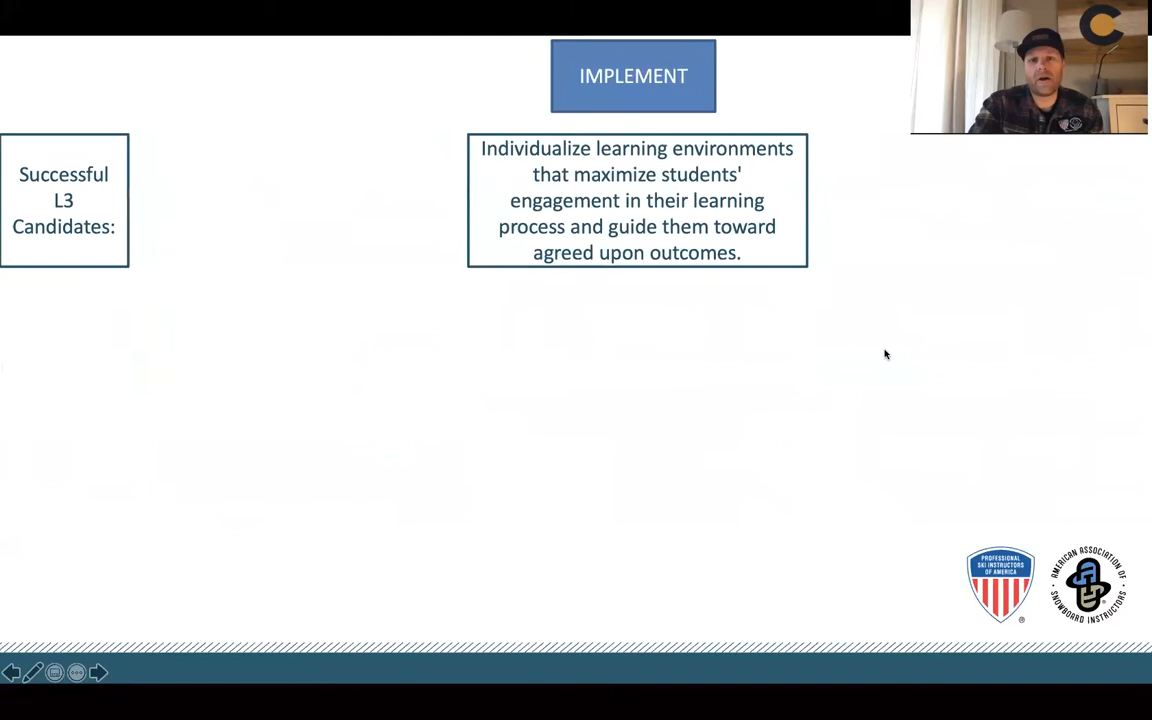 IMPLEMENT
Successful
L3
Candidates:
Individualize learning environments
that maximize students'
engagement in their learning
process and guide them toward
agreed upon outcomes.
PROFESSIONAL
SKI INSTRUCTORS
OF AMERICA
®
AMERICAN ASSOCIATION OF
SNOWBOARD INSTRUCTORS